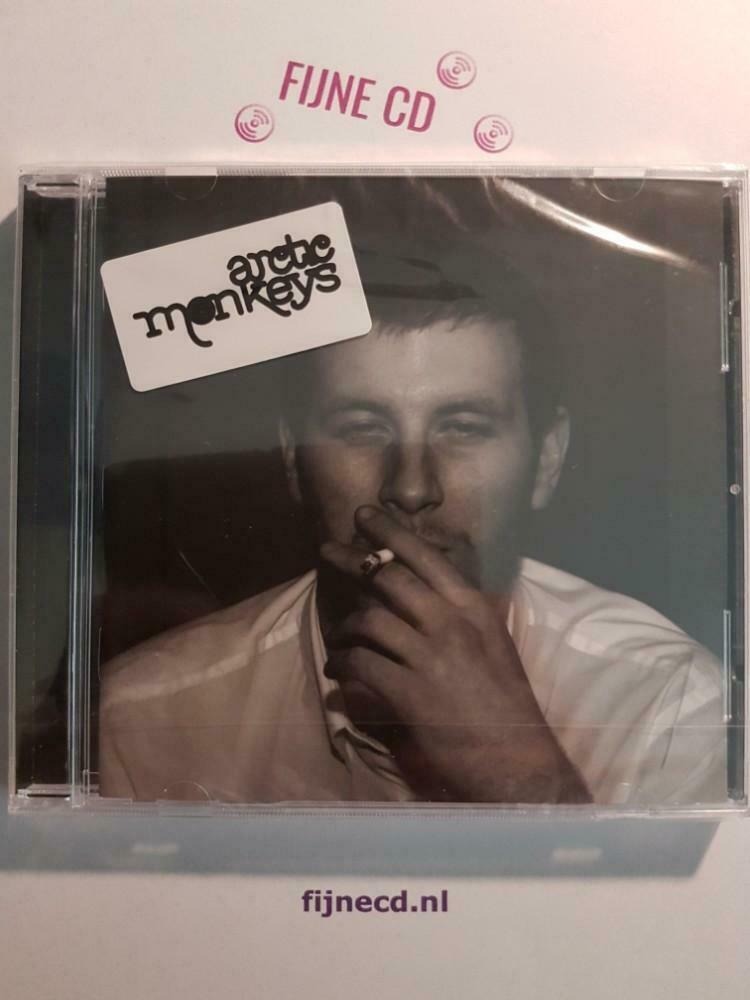 FIJNE CD
arctic
monkeys
fijnecd.nl